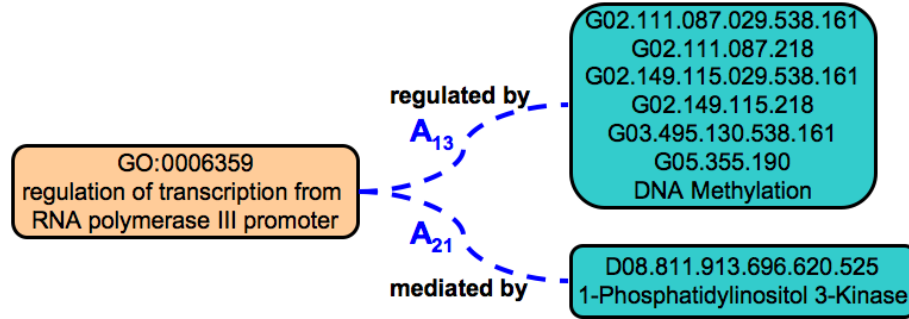 GO:0006359
regulation of transcription from
RNA polymerase III promoter
regulated by
A13
A21
mediated by
G02.111.087.029.538.161
G02.111.087.218
G02.149.115.029.538.161
G02.149.115.218
G03.495.130.538.161
G05.355.190
DNA Methylation
D08.811.913.696.620.525
1-Phosphatidylinositol 3-Kinase